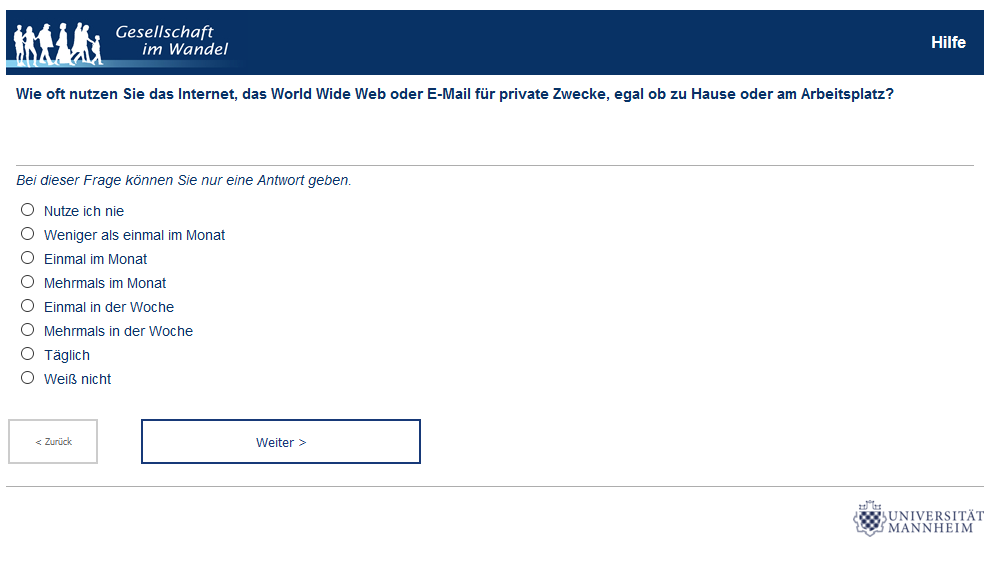 Gesellschaft
im Wandel
Hilfe
Wie oft nutzen Sie das Internet, das World Wide Web oder E-Mail für private Zwecke, egal ob zu Hause oder am Arbeitsplatz?
Bei dieser Frage können Sie nur eine Antwort geben.
Nutze ich nie
Weniger als einmal im Monat
Einmal im Monat
Mehrmals im Monat
Einmal in der Woche
Mehrmals in der Woche
Täglich
Weiß nicht
< Zurück
Weiter >
UNIVERSITÄT
MANNHEIM